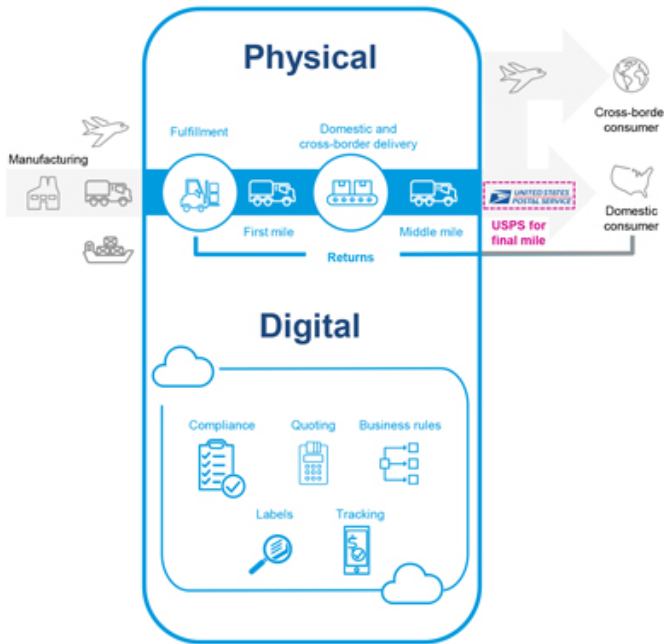 Physical
Fulfillment
Domestic and
cross-border delivery
Manufacturing
First mile
Middle mile
Returns
UNITED STATES
POSTAL SERVICE
USPS for
final mile
Cross-borde
consumer
Domestic
consumer
Digital
Compliance
Quoting
Business rules
Labels
Tracking
$